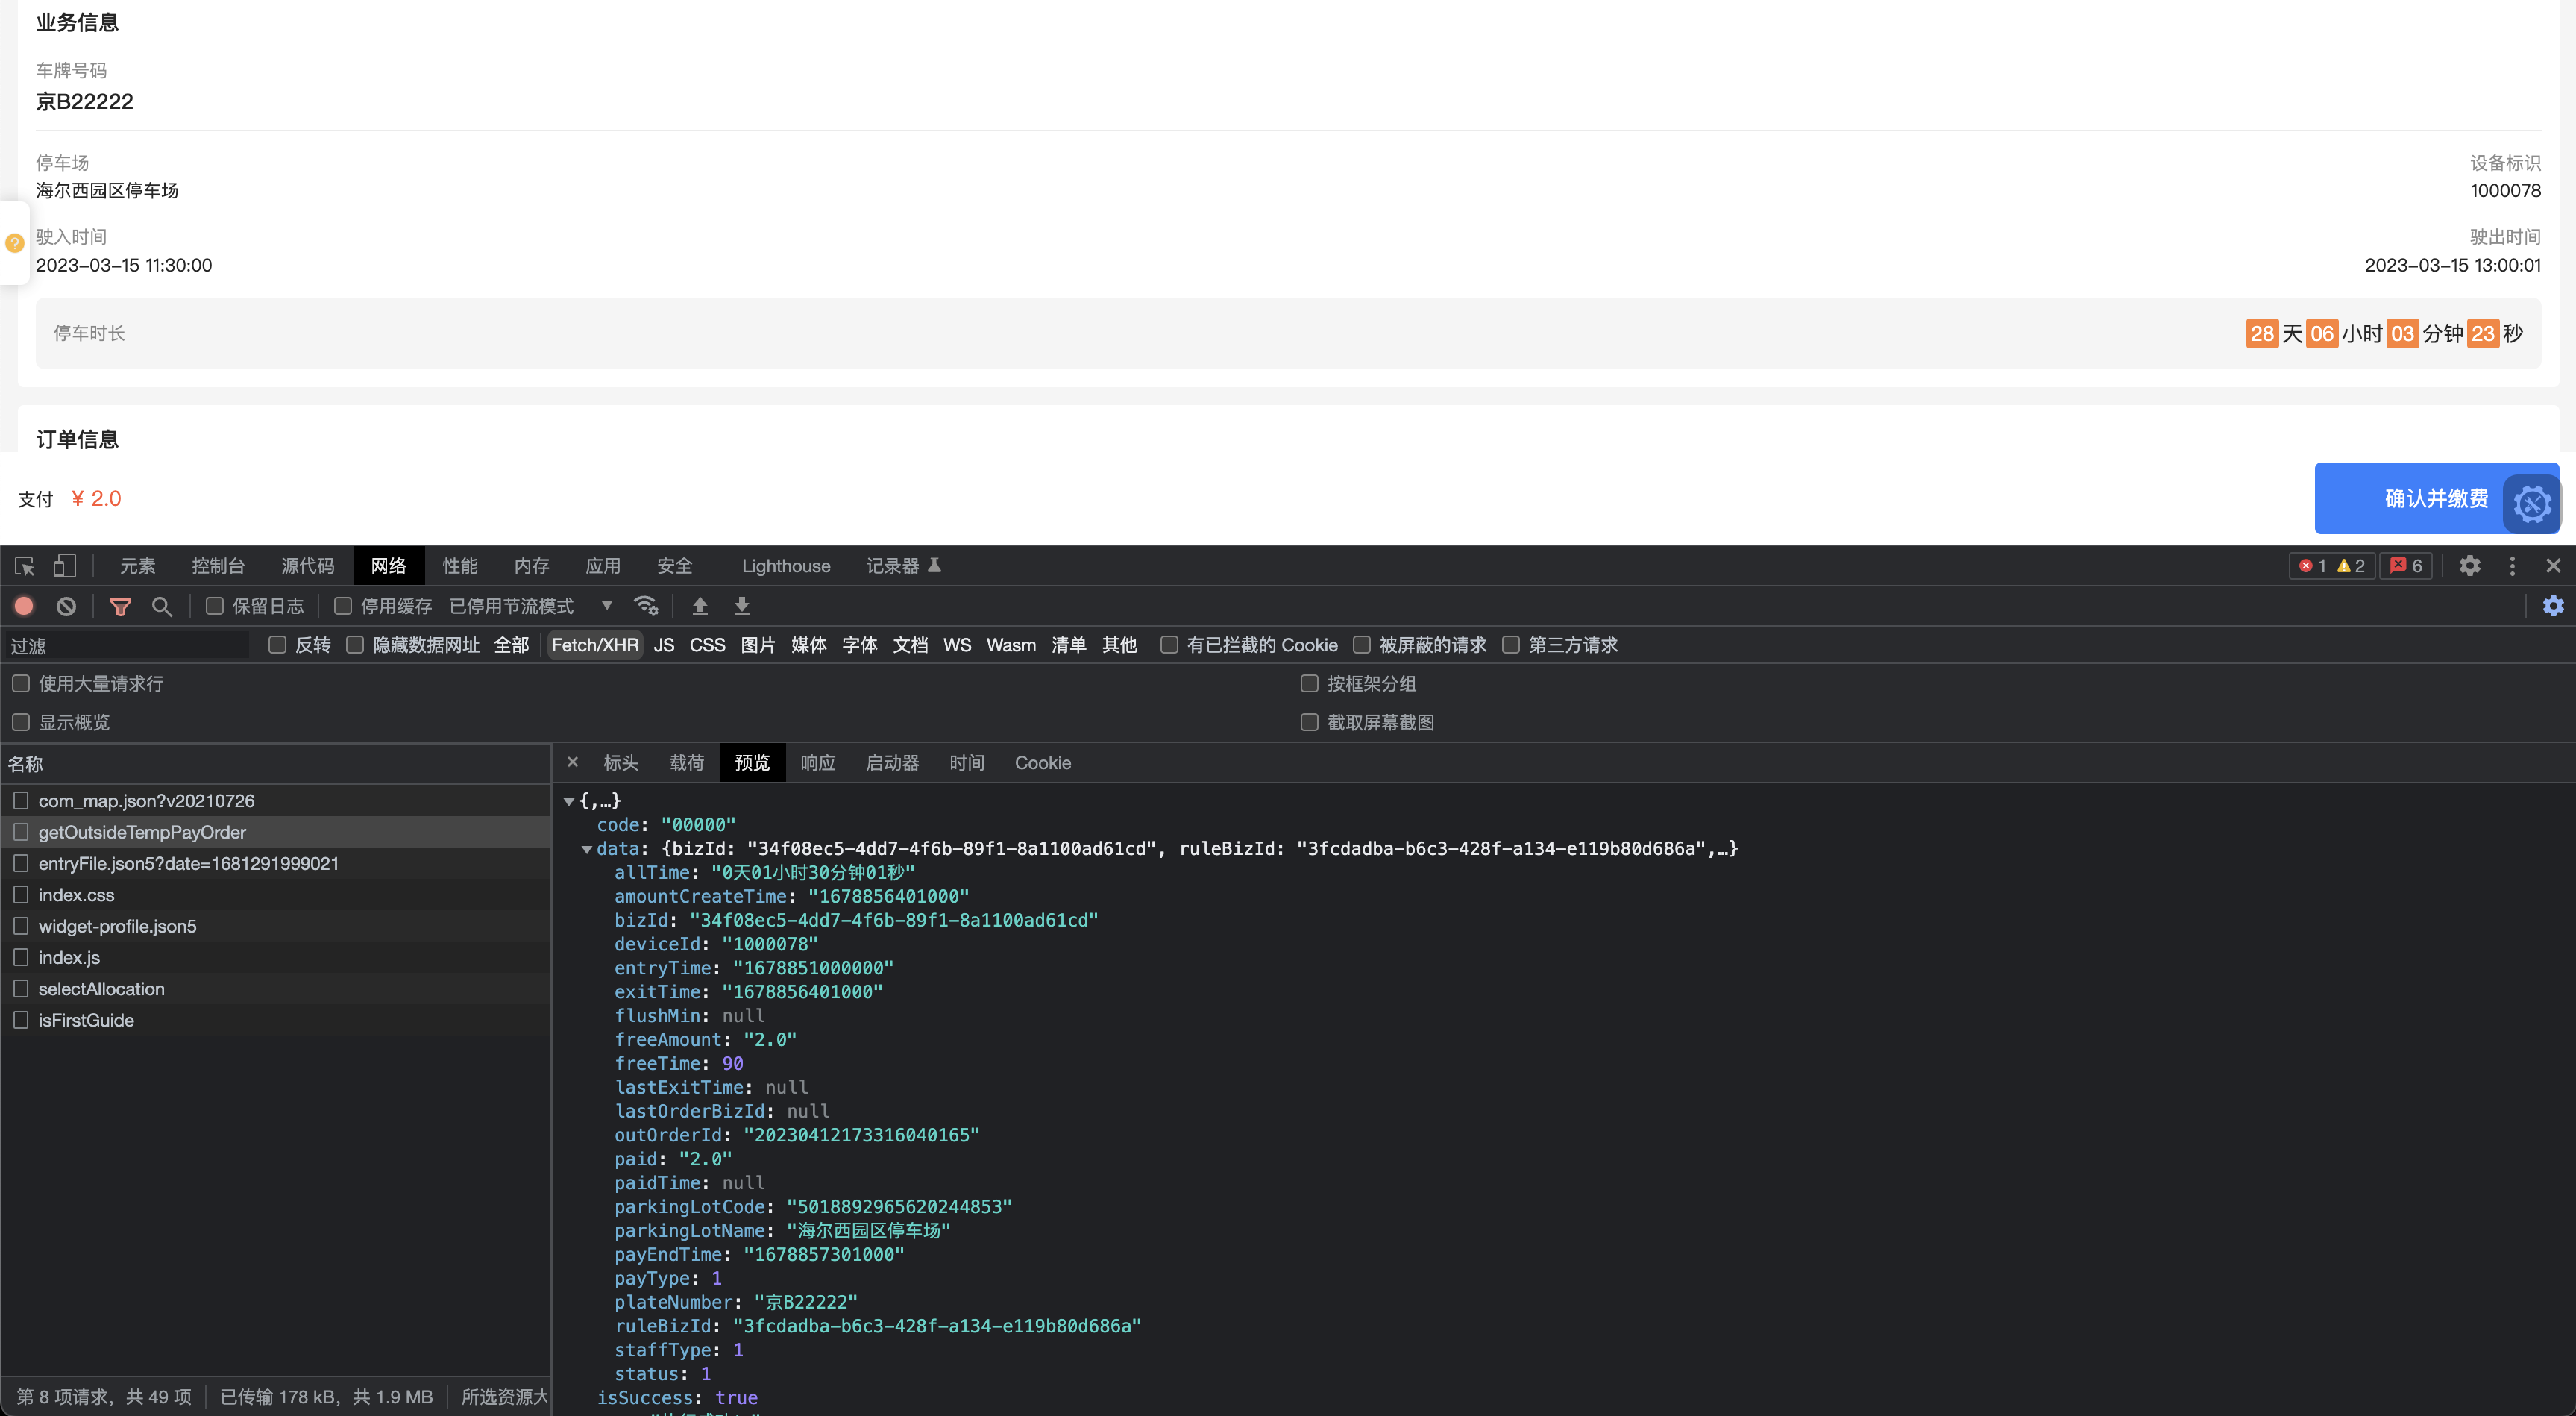 业务信息
车牌号码
京B22222
停车场 设备标识
海尔西园区停车场 1000078
驶入时间 驶出时间
2023-03-15 11:30:00 2023-03-15 13:00:01
停车时长 28 天 06 小时 03 分钟 23 秒
订单信息
支付 ¥ 2.0 确认并缴费
元素 控制台 源代码 网络 性能 内存 应用 安全 Lighthouse 记录器 1 2 6
保留日志 停用缓存 已停用节流模式
过滤 反转 隐藏数据网址 全部 Fetch/XHR JS CSS 图片 媒体 字体 文档 WS Wasm 清单 其他 有已拦截的 Cookie 被屏蔽的请求 第三方请求
使用大量请求行 按框架分组
显示概览 截取屏幕截图
名称
com_map.json?v20210726
getOutsideTempPayOrder
entryFile.json5?date=1681291999021
index.css
widget-profile.json5
index.js
selectAllocation
isFirstGuide
第 8 项请求，共 49 项 已传输 178 kB，共 1.9 MB 所选资源大
× 标头 载荷 预览 响应 启动器 时间 Cookie
{,…}
code: "00000"
data: {bizId: "34f08ec5-4dd7-4f6b-89f1-8a1100ad61cd", ruleBizId: "3fcdadba-b6c3-428f-a134-e119b80d686a",…}
allTime: "0天01小时30分钟01秒"
amountCreateTime: "1678856401000"
bizId: "34f08ec5-4dd7-4f6b-89f1-8a1100ad61cd"
deviceId: "1000078"
entryTime: "1678851000000"
exitTime: "1678856401000"
flushMin: null
freeAmount: "2.0"
freeTime: 90
lastExitTime: null
lastOrderBizId: null
outOrderId: "20230412173316040165"
paid: "2.0"
paidTime: null
parkingLotCode: "5018892965620244853"
parkingLotName: "海尔西园区停车场"
payEndTime: "1678857301000"
payType: 1
plateNumber: "京B22222"
ruleBizId: "3fcdadba-b6c3-428f-a134-e119b80d686a"
staffType: 1
status: 1
isSuccess: true